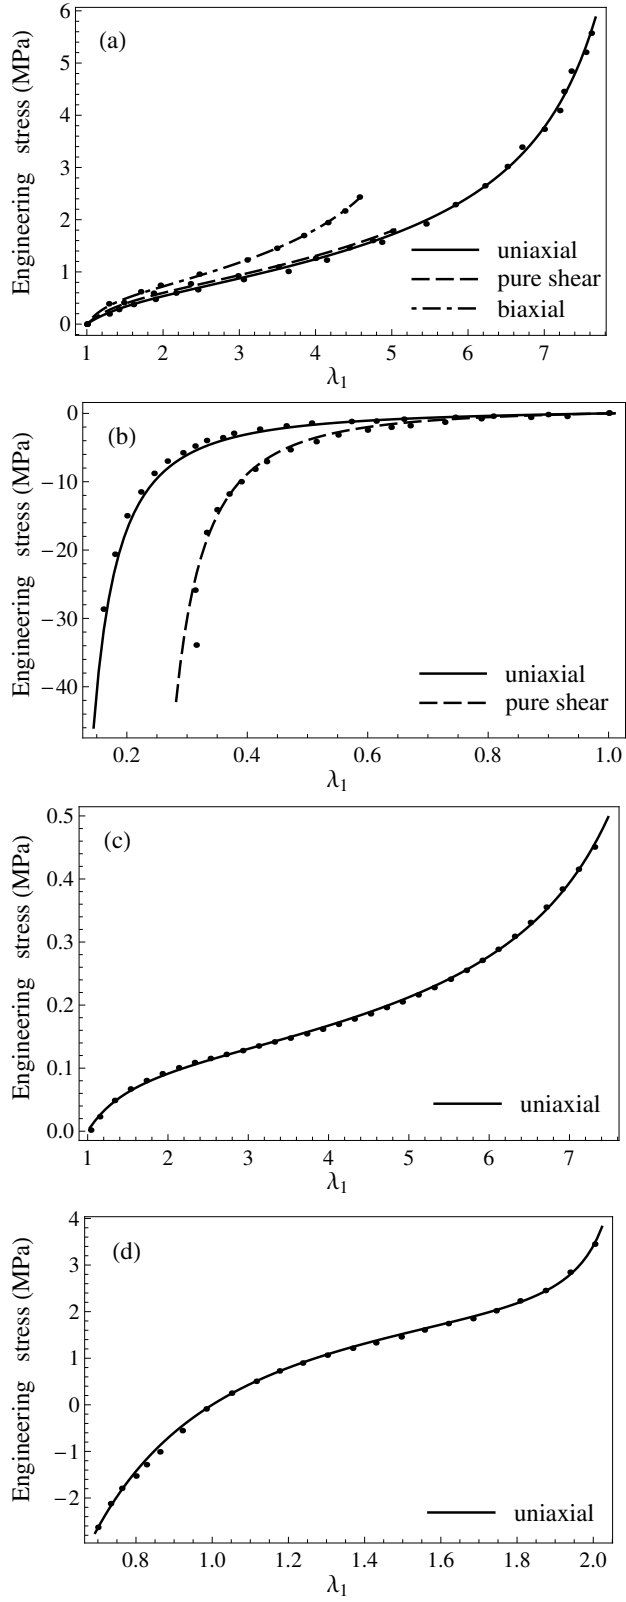 (a)
Engineering stress (MPa)
6
5
4
3
2
1
0
uniaxial
pure shear
biaxial
1 2 3 4 5 6 7
λ1
(b)
Engineering stress (MPa)
0
−10
−20
−30
−40
uniaxial
pure shear
0.2 0.4 0.6 0.8 1.0
λ1
(c)
Engineering stress (MPa)
0.5
0.4
0.3
0.2
0.1
0.0
uniaxial
1 2 3 4 5 6 7
λ1
(d)
Engineering stress (MPa)
4
3
2
1
0
−1
−2
uniaxial
0.8 1.0 1.2 1.4 1.6 1.8 2.0
λ1